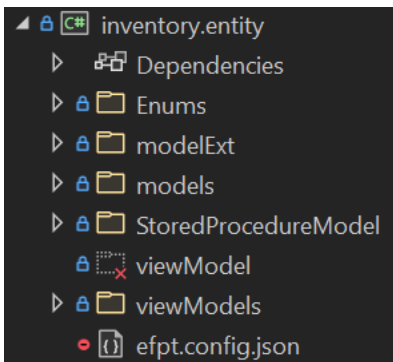 C# inventory.entity
Dependencies
Enums
modelExt
models
StoredProcedureModel
viewModel
viewModels
efpt.config.json